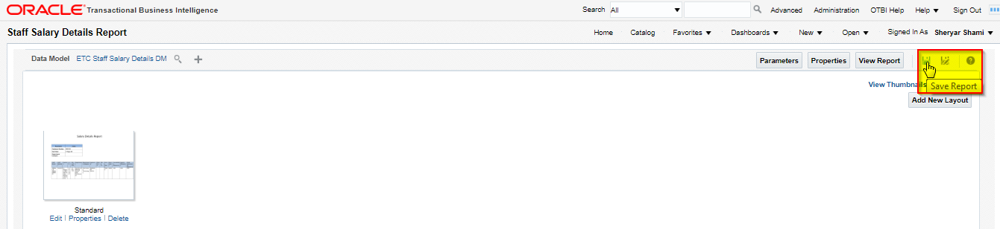 ORACLE Transactional Business Intelligence Search All Advanced Administration OTBI Help Help Sign Out
Staff Salary Details Report Home Catalog Favorites Dashboards New Open Signed In As Sheryar Shami
Data Model ETC Staff Salary Details DM Parameters Properties View Report
View Thumbnails Save Report
Add New Layout
Salary Details Report
Standard
Edit Properties Delete